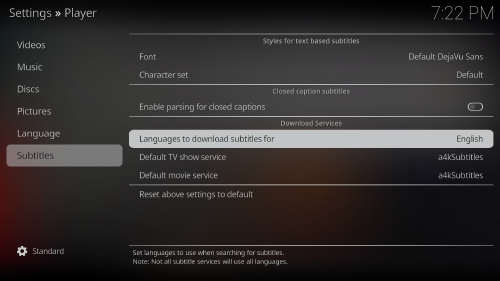 Settings » Player
7:22 PM
Videos
Music
Discs
Pictures
Language
Subtitles
Standard
Styles for text based subtitles
Font Default DejaVu Sans
Character set Default
Closed caption subtitles
Enable parsing for closed captions
Download Services
Languages to download subtitles for English
Default TV show service a4kSubtitles
Default movie service a4kSubtitles
Reset above settings to default
Set languages to use when searching for subtitles.
Note: Not all subtitle services will use all languages.